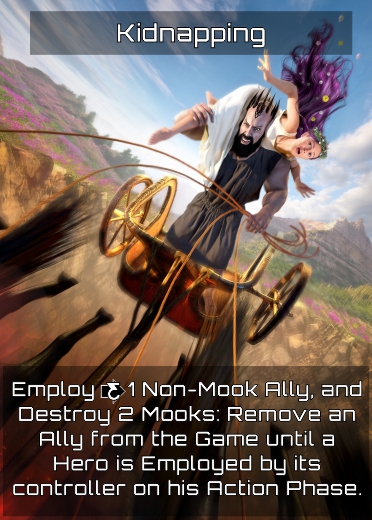 Kidnapping
Employ 1 Non-Mook Ally, and
Destroy 2 Mooks: Remove an
Ally from the Game until a
Hero is Employed by its
controller on his Action Phase.